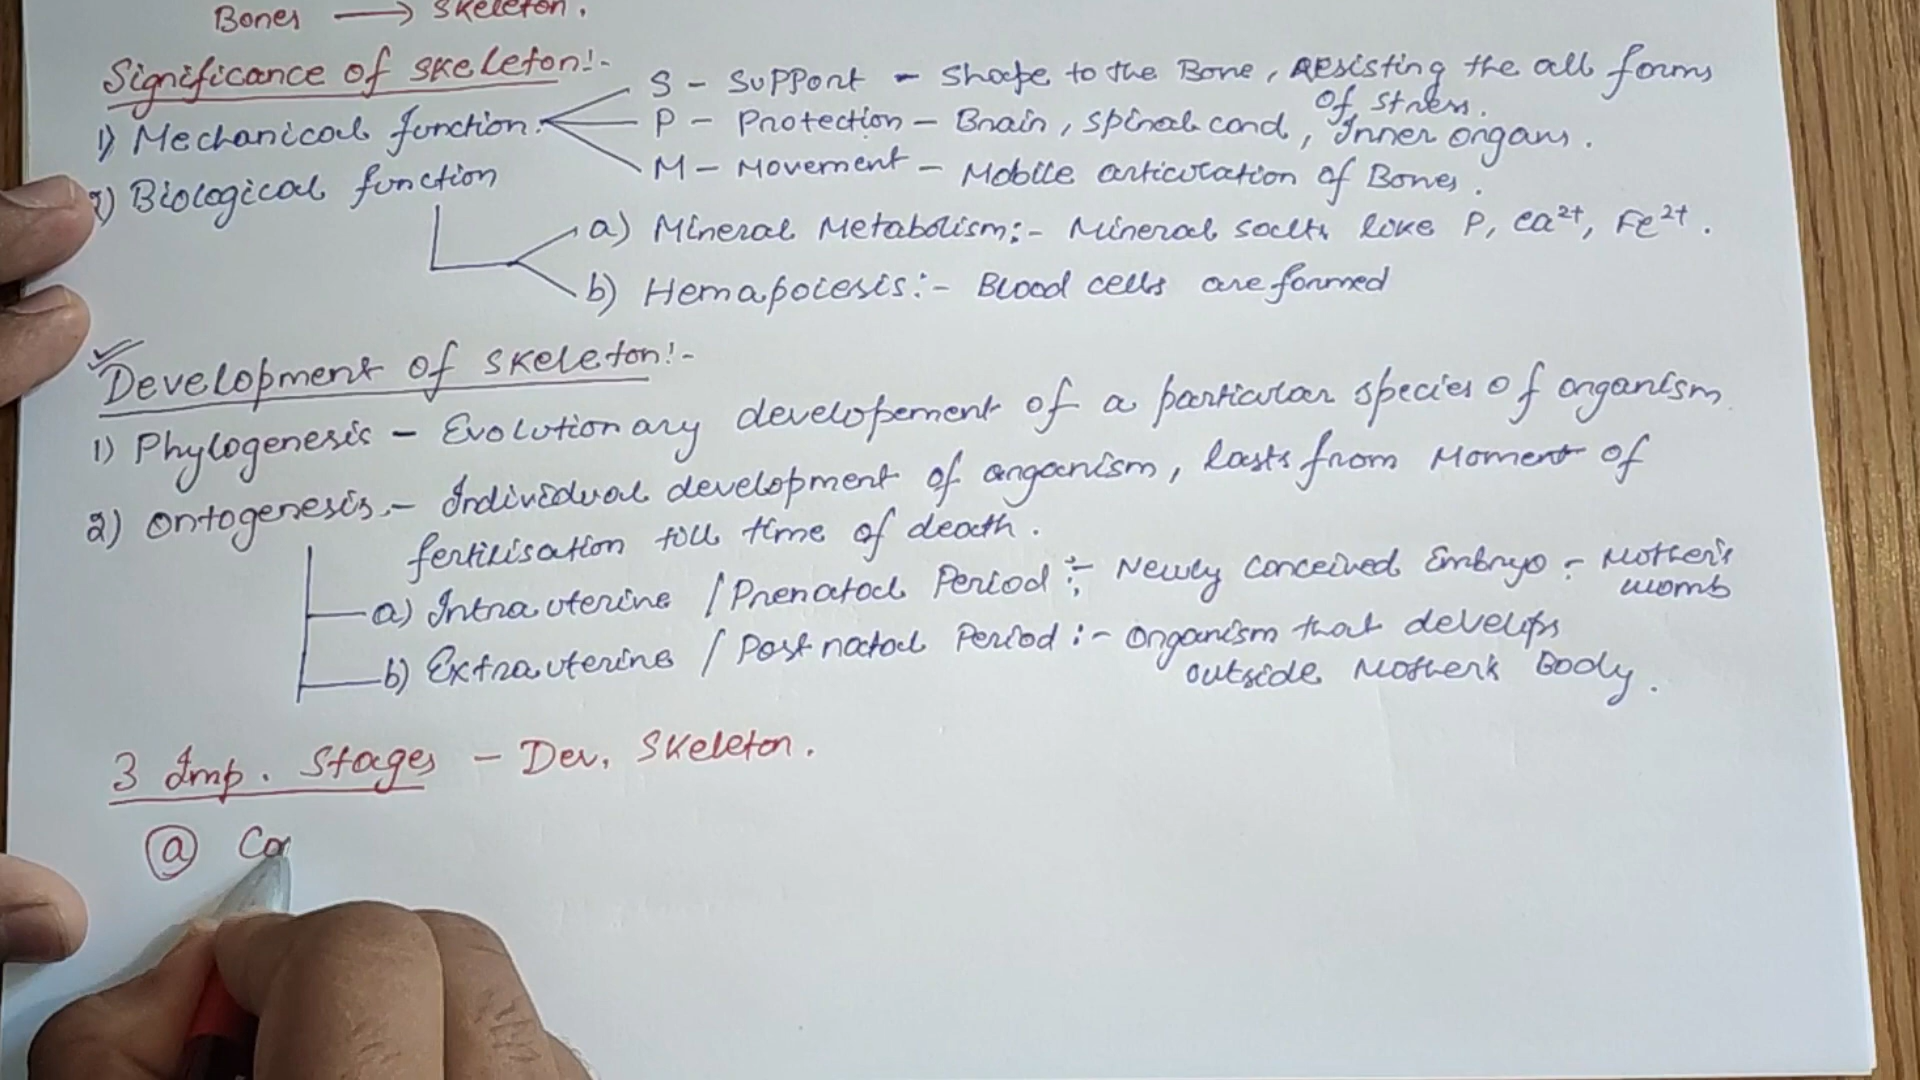 Bones → Skeleton.
Significance of skeleton:-
1) Mechanical function:
S - Support - Shape to the Bone, Resisting the all forms of stress.
P - Protection - Brain, spinal cord, Inner organs.
M - Movement - Mobile articulation of Bones.
2) Biological function
a) Mineral Metabolism:- Mineral salts like P, Ca2+, Fe2+.
b) Hemapoiesis:- Blood cells are formed
Development of skeleton:-
1) Phylogenesis - Evolutionary developement of a particular species of organism
2) Ontogenesis - Individual development of organism, lasts from Moment of
fertilisation till time of death.
a) Intrauterine / Prenatal Period :- Newly conceived Embryo - Mother's
womb
b) Extrauterine / Postnatal Period :- Organism that develops
outside Mother's Body.
3 Imp. Stages - Dev. Skeleton.
a Co